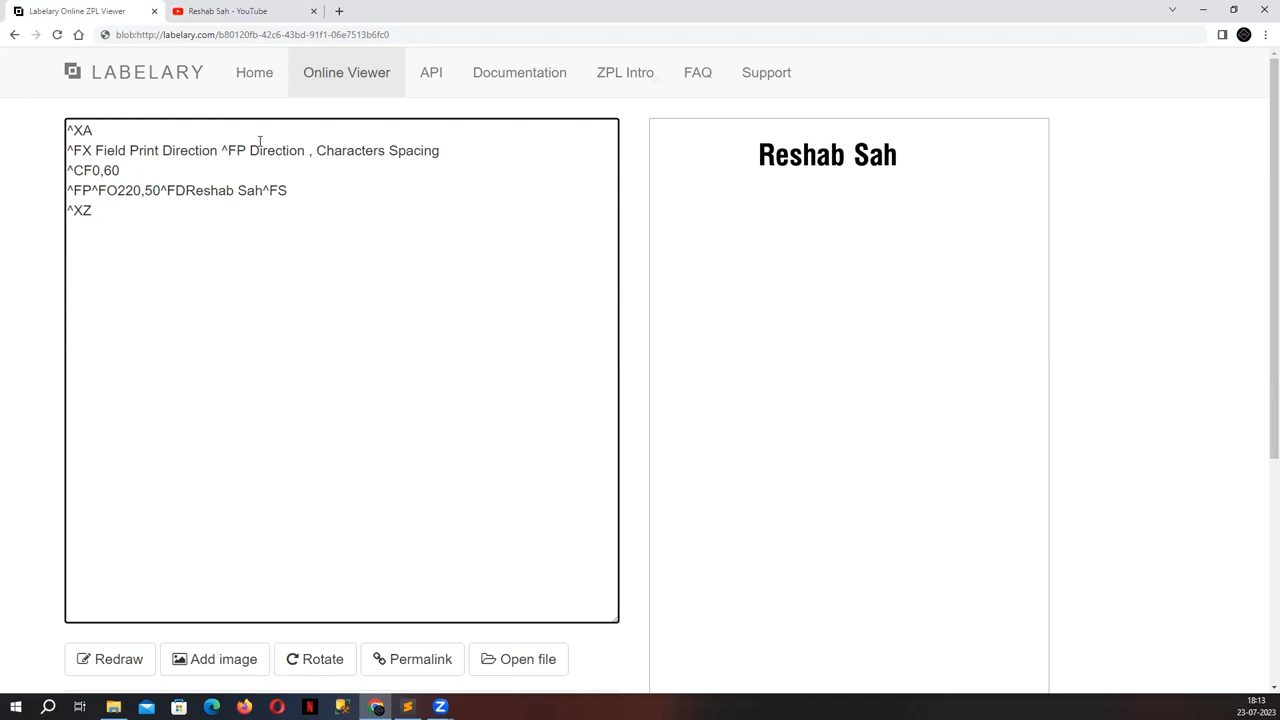 Labelary Online ZPL Viewer
Reshab Sah - YouTube
blob:http://labelary.com/b80120fb-42c6-43bd-91f1-06e7513b6fc0
LABELARY
Home
Online Viewer
API
Documentation
ZPL Intro
FAQ
Support
^XA
^FX Field Print Direction ^FP Direction , Characters Spacing
^CF0,60
^FP^FO220,50^FDReshab Sah^FS
^XZ
Reshab Sah
Redraw
Add image
Rotate
Permalink
Open file
18:13
23-07-2023